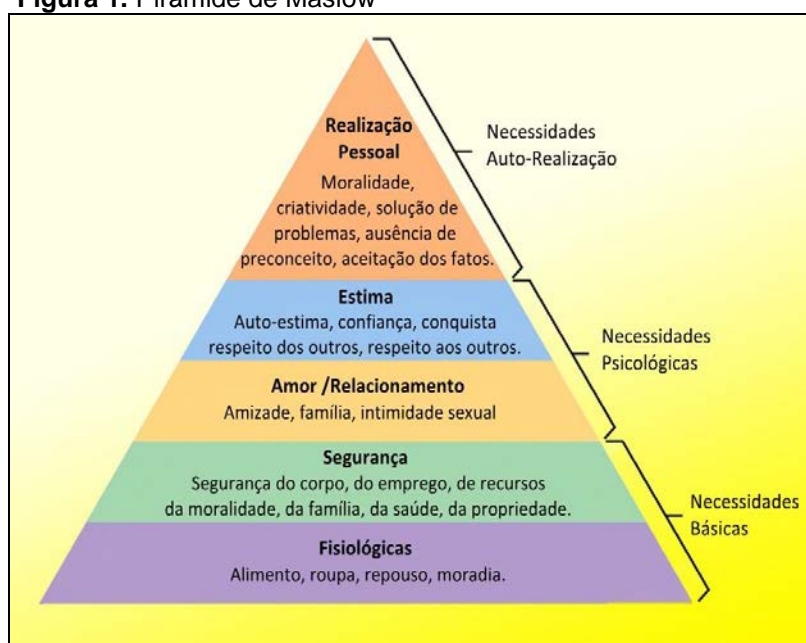 Figura 1: Pirâmide de Maslow
Realização
Pessoal
Moralidade,
criatividade, solução de
problemas, ausência de
preconceito, aceitação dos fatos.
Necessidades
Auto-Realização
Estima
Auto-estima, confiança, conquista
respeito dos outros, respeito aos outros.
Necessidades
Psicológicas
Amor /Relacionamento
Amizade, família, intimidade sexual
Segurança
Segurança do corpo, do emprego, de recursos
da moralidade, da família, da saúde, da propriedade.
Necessidades
Básicas
Fisiológicas
Alimento, roupa, repouso, moradia.